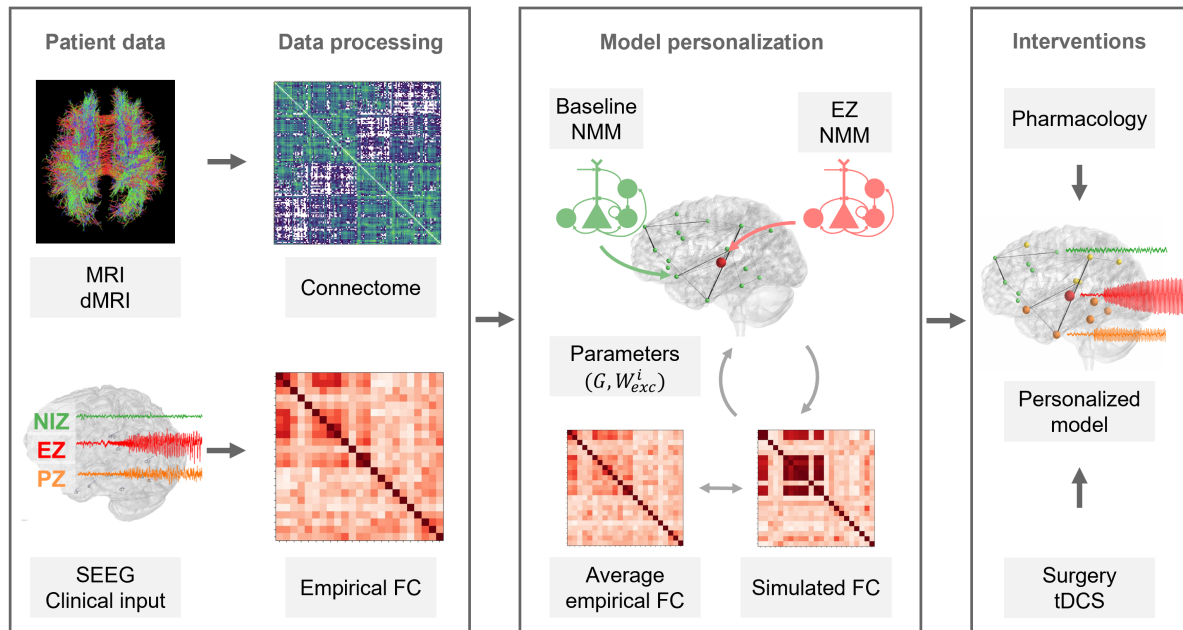 Patient data
Data processing
MRI
dMRI
Connectome
NIZ
EZ
PZ
SEEG
Clinical input
Empirical FC
Model personalization
Baseline
NMM
EZ
NMM
Parameters
(G, W^i_exc)
Average
empirical FC
Simulated FC
Interventions
Pharmacology
Personalized
model
Surgery
tDCS